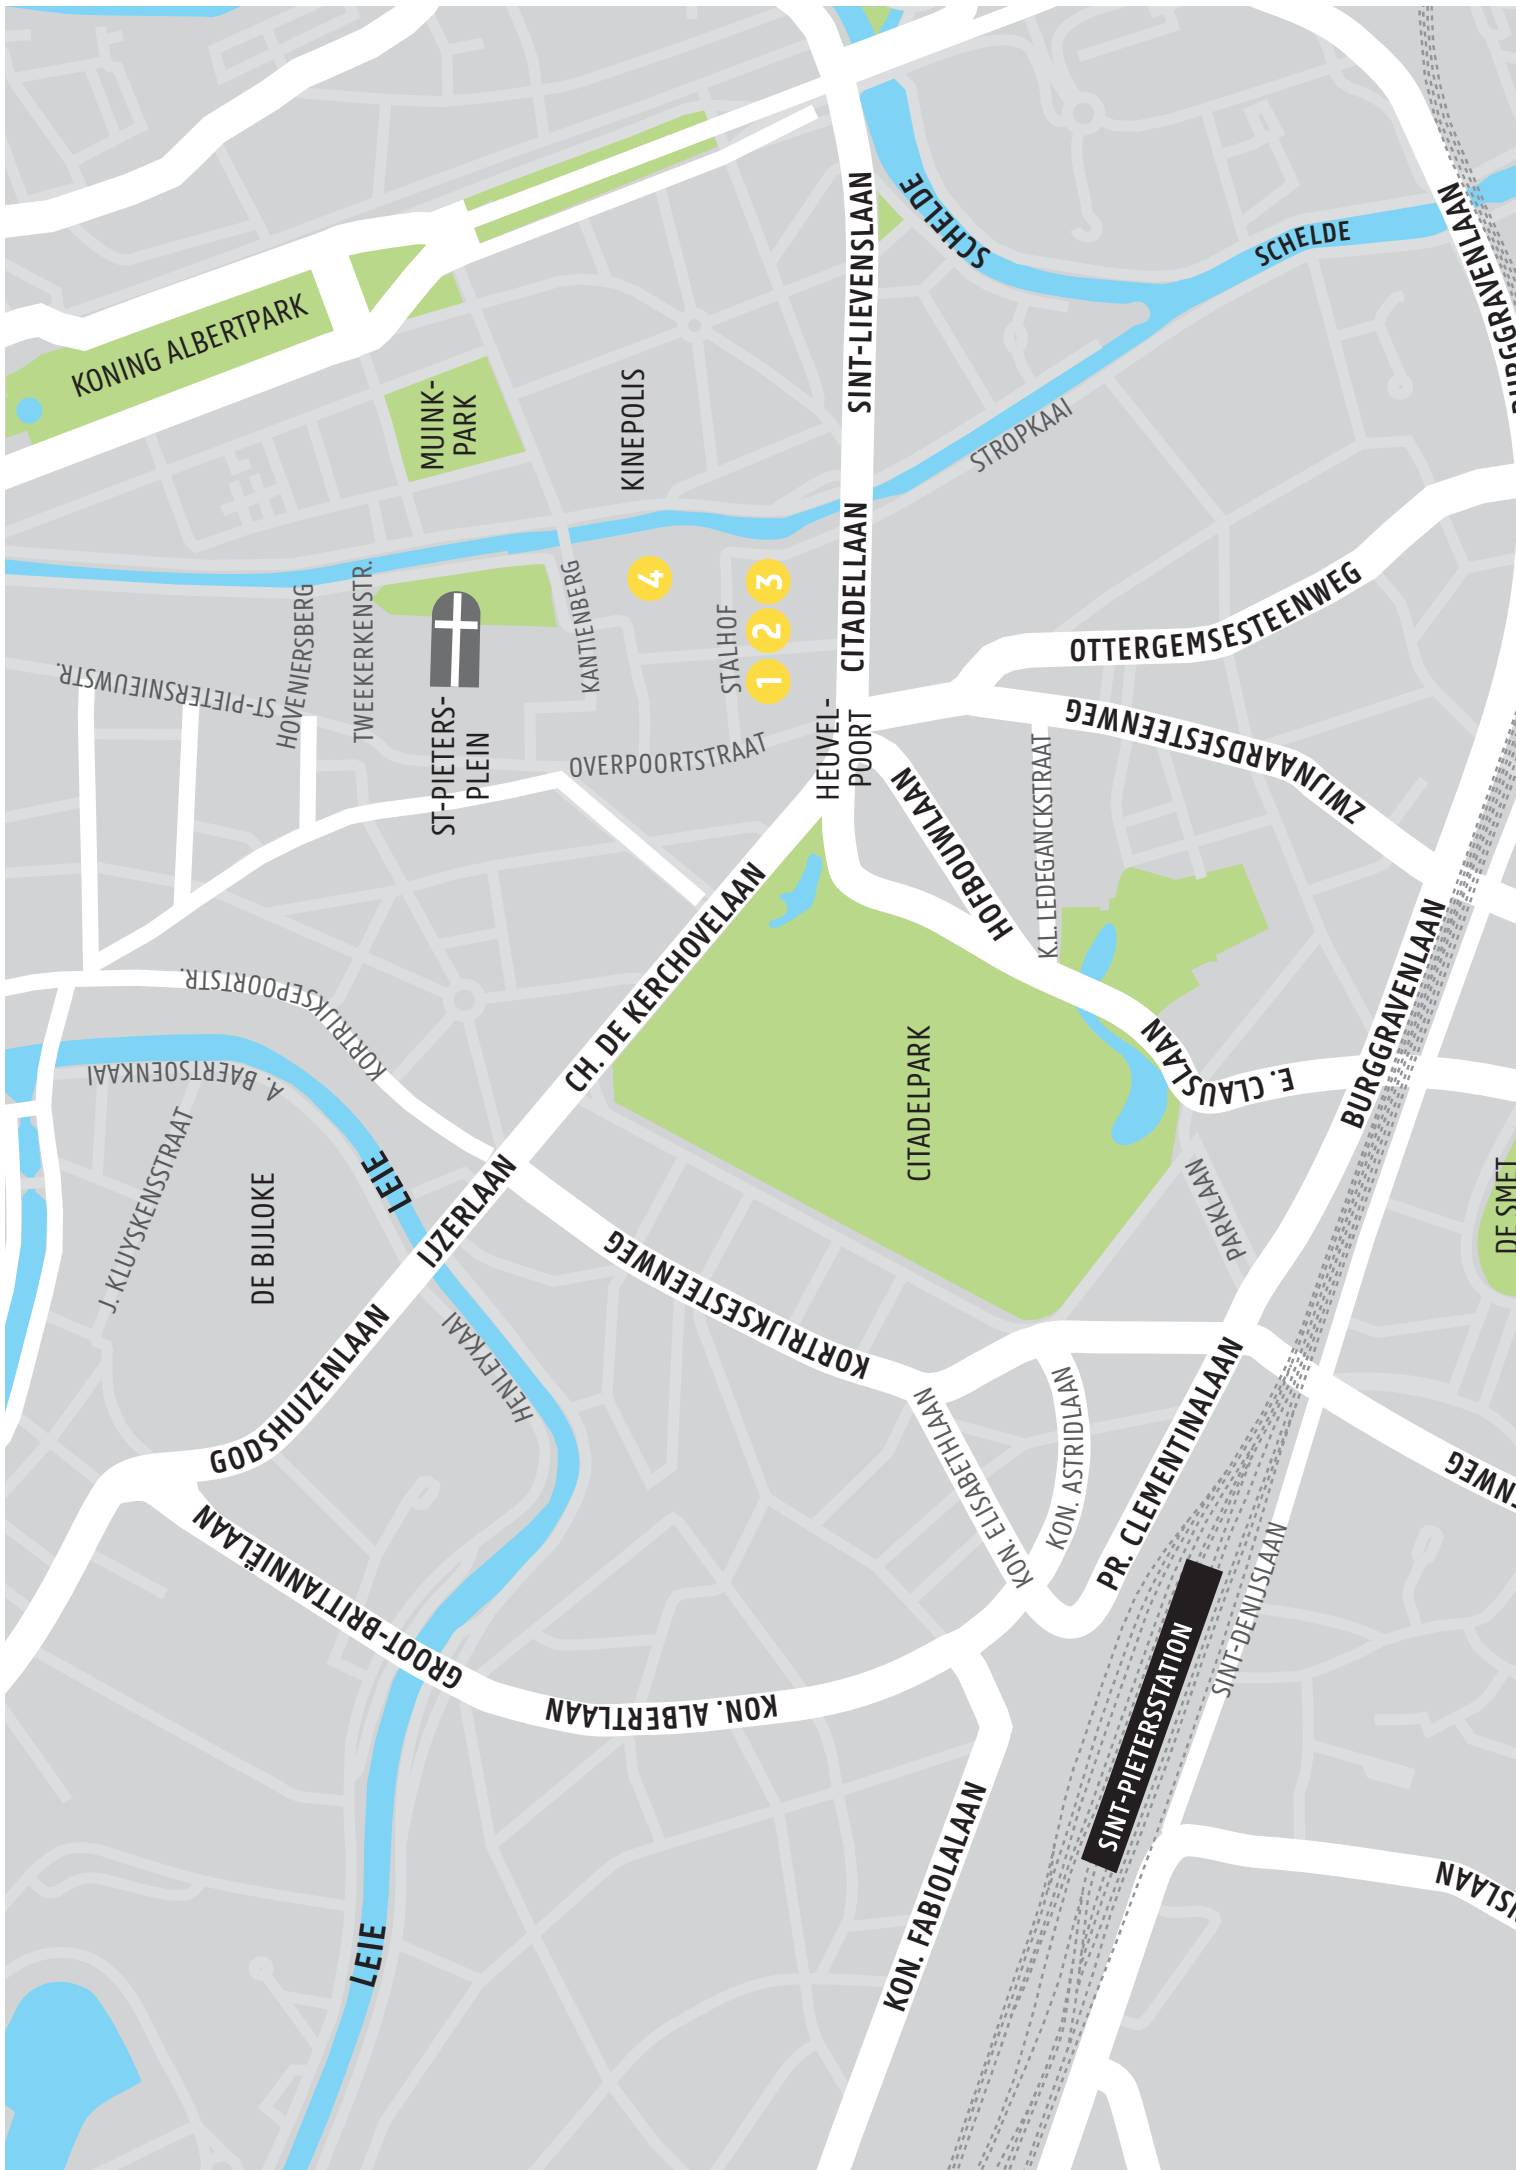 KONING ALBERTPARK
MUINK-
PARK
KINEPOLIS
SINT-LIEVENSLAAN
SCHELDE
SCHELDE
BURGGRAVENLAAN
STROPKAAI
CITADELLAAN
ST-PIETERSNIEUWSTR.
HOVENIERSBERG
TWEEKERKENSTR.
ST-PIETERS-
PLEIN
KANTIENBERG
4
STALHOF
1
2
3
OVERPOORTSTRAAT
HEUVEL-
POORT
OTTERGEMSESTEENWEG
ZWIJNAARDSESTEENWEG
HOFBOUWLAAN
K.L. LEDEGANCKSTRAAT
CH. DE KERCHOVELAAN
CITADELPARK
E. CLAUSLAAN
BURGGRAVENLAAN
PARKLAAN
DE SMET
KORTRIJKSEPOORTSTR.
A. BAERTSOENKAAI
J. KLUYSKENSSTRAAT
DE BIJLOKE
LEIE
IJZERLAAN
HENLEYKAAI
GODSHUIZENLAAN
KORTRIJKSESTEENWEG
KON. ELISABETHLAAN
KON. ASTRIDLAAN
PR. CLEMENTINALAAN
ENWEG
GROOT-BRITTANNIËLAAN
KON. ALBERTLAAN
SINT-PIETERSSTATION
SINT-DENIJSLAAN
KON. FABIOLALAAN
LEIE